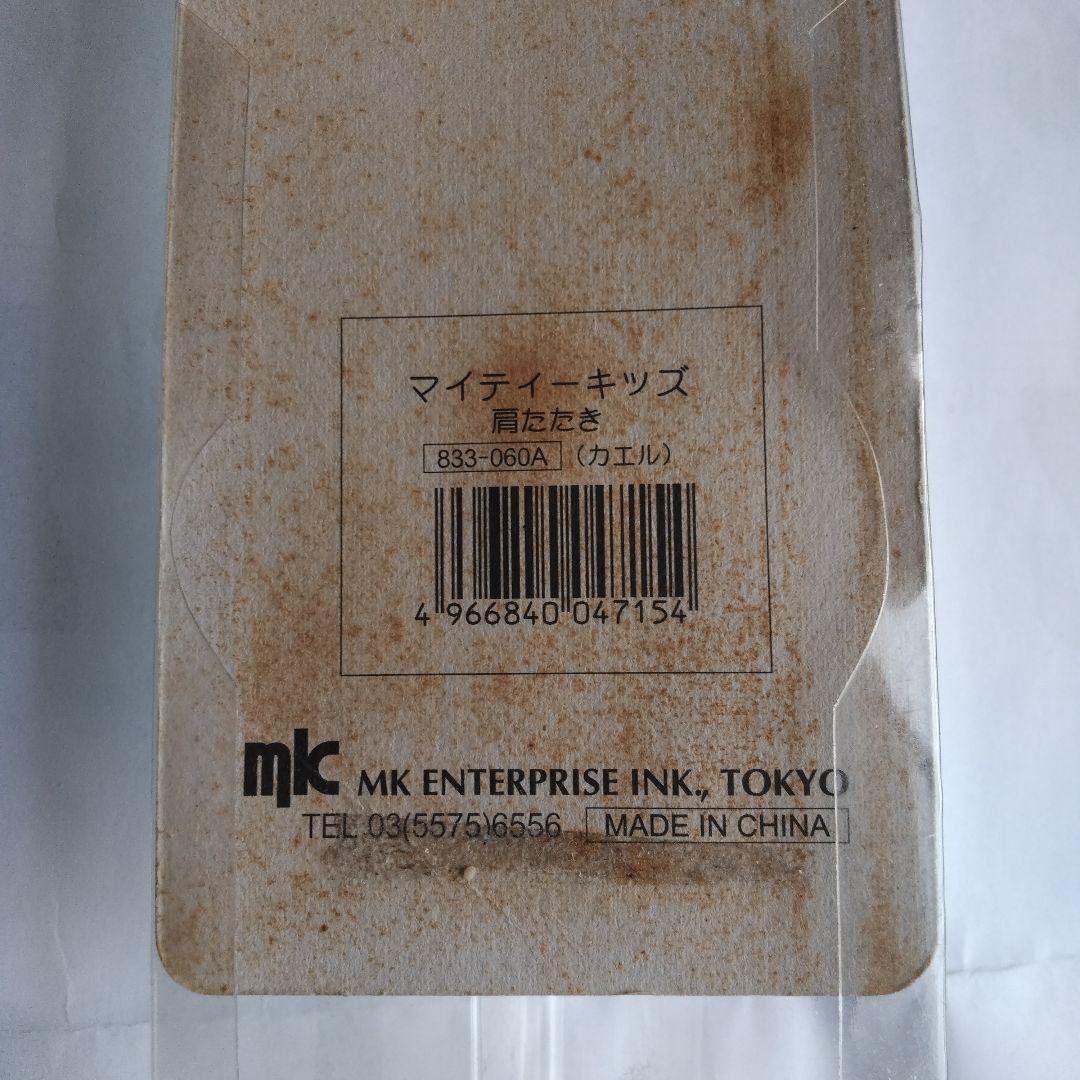 マイティーキッズ
肩たたき
833-060A (カエル)
4 966840 047154
mk MK ENTERPRISE INK., TOKYO
TEL 03(5575)6556 MADE IN CHINA